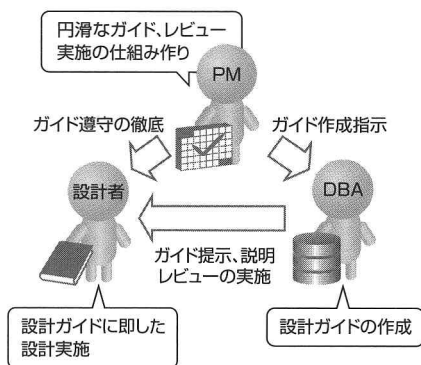 円滑なガイド、レビュー
実施の仕組み作り
PM
ガイド遵守の徹底
ガイド作成指示
設計者
DBA
ガイド提示、説明
レビューの実施
設計ガイドに即した
設計実施
設計ガイドの作成